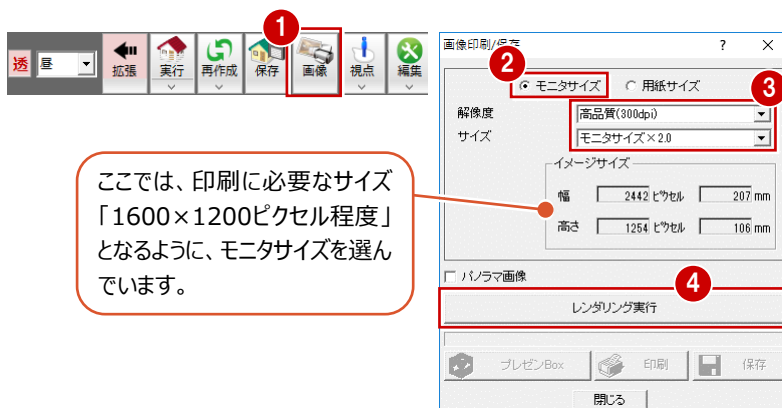 1
透 昼 拡張 実行 再作成 保存 画像 視点 編集
画像印刷/保存 ? ×
2
モニタサイズ 用紙サイズ
3
解像度 高品質(300dpi)
サイズ モニタサイズ×2.0
イメージサイズ
幅 2442 ピクセル 207 mm
高さ 1254 ピクセル 106 mm
ここでは、印刷に必要なサイズ
「1600×1200ピクセル程度」
となるように、モニタサイズを選ん
でいます。
パノラマ画像
4
レンダリング実行
プレゼンBox 印刷 保存
閉じる